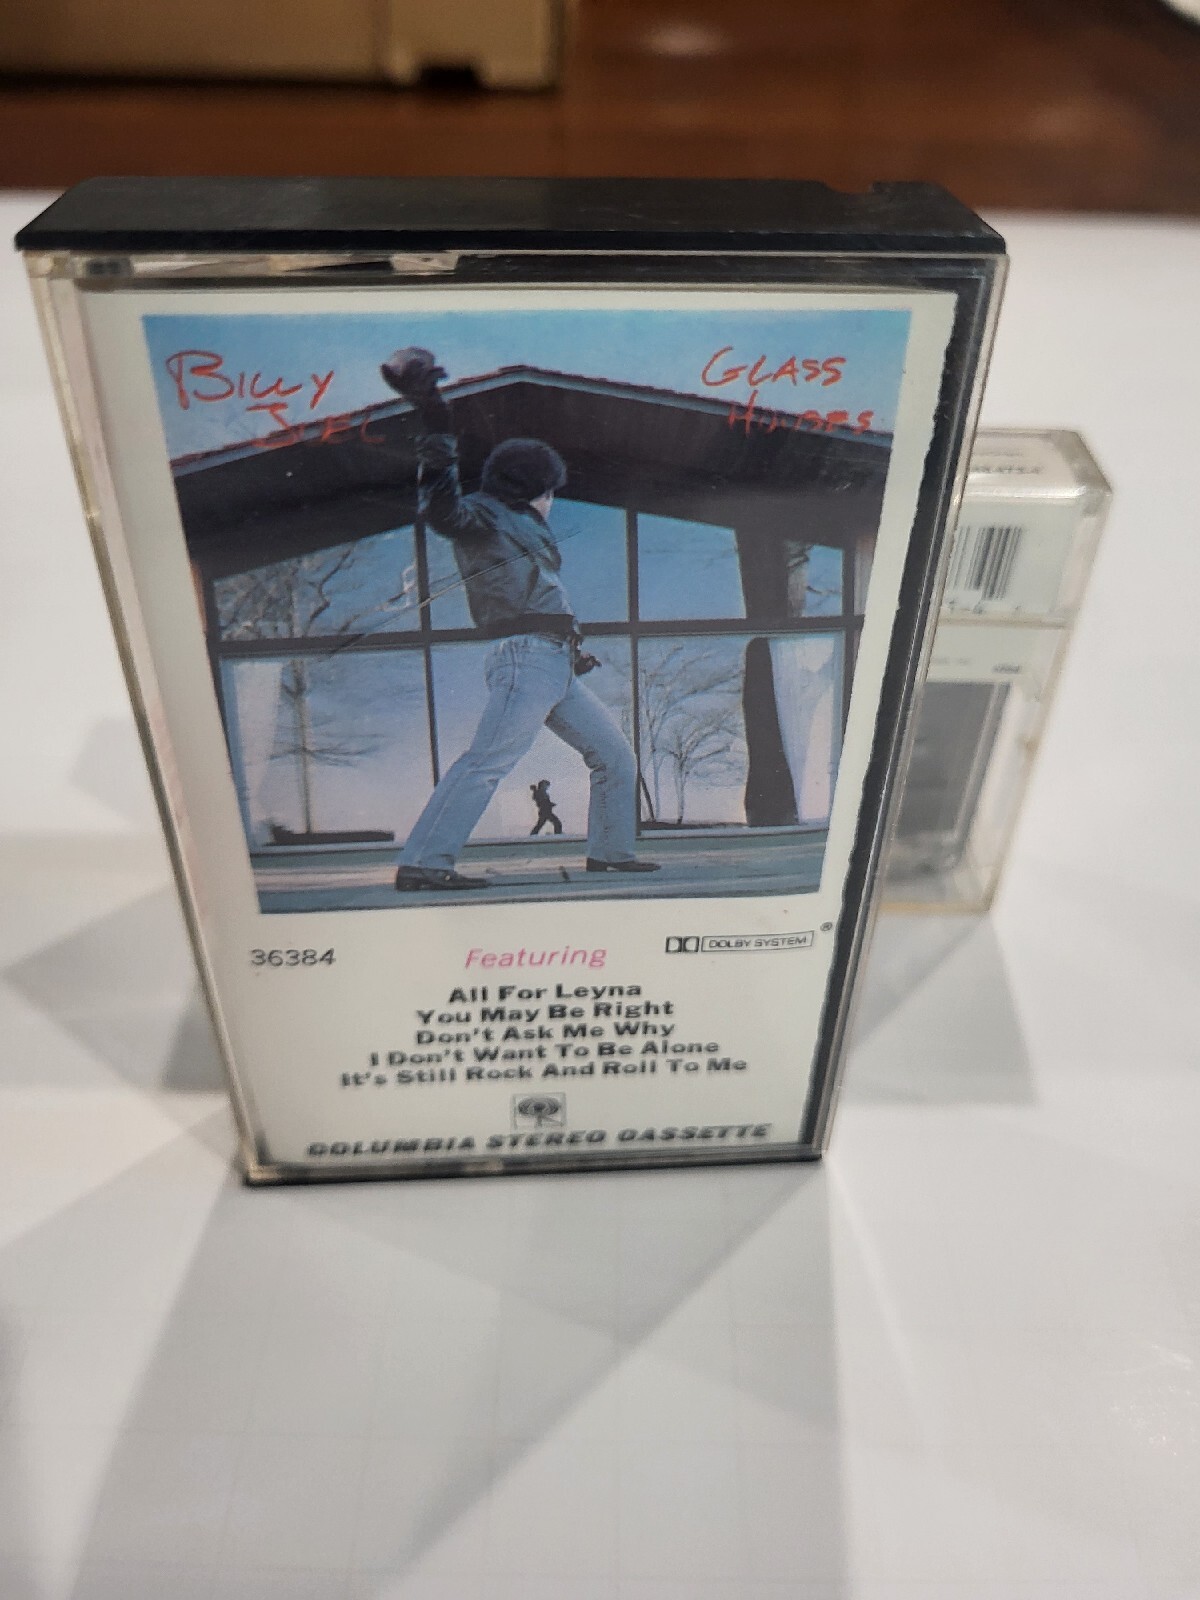 Billy
Joel
Glass
Houses
36384
Featuring
DOLBY SYSTEM®
All For Leyna
You May Be Right
Don't Ask Me Why
I Don't Want To Be Alone
It's Still Rock And Roll To Me
COLUMBIA STEREO CASSETTE